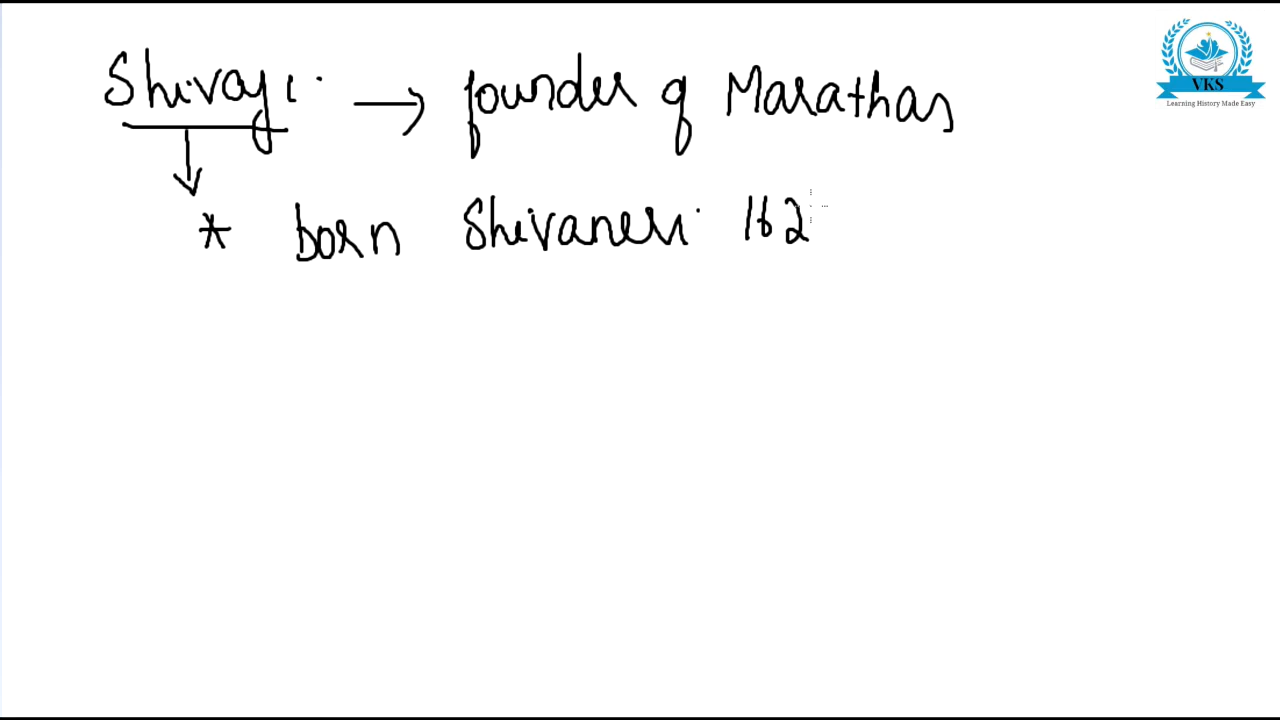 Shivaji → founder of Marathas
* born Shivaneri 162
VKS
Learning History Made Easy